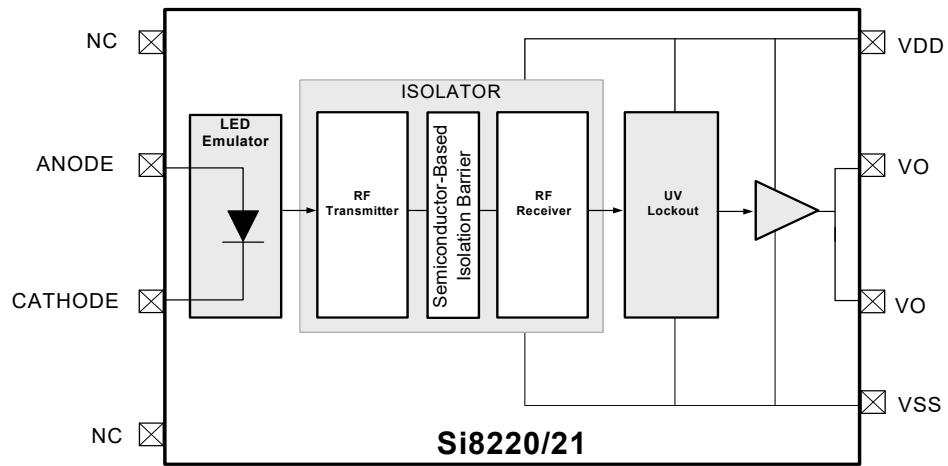 NC
ANODE
CATHODE
NC
LED
Emulator
ISOLATOR
RF
Transmitter
Semiconductor-Based
Isolation Barrier
RF
Receiver
UV
Lockout
VDD
VO
VO
VSS
Si8220/21